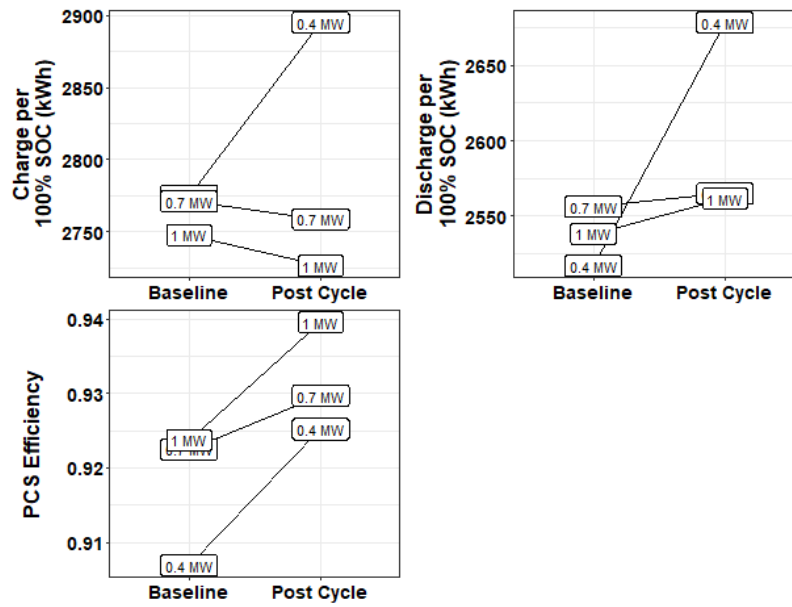 Charge per
100% SOC (kWh)
2900
2850
2800
2750
0.4 MW
0.7 MW
0.7 MW
1 MW
1 MW
Baseline Post Cycle
Discharge per
100% SOC (kWh)
2650
2600
2550
0.4 MW
0.7 MW
1 MW
1 MW
0.4 MW
Baseline Post Cycle
PCS Efficiency
0.94
0.93
0.92
0.91
1 MW
0.7 MW
0.4 MW
1 MW
0.7 MW
0.4 MW
Baseline Post Cycle